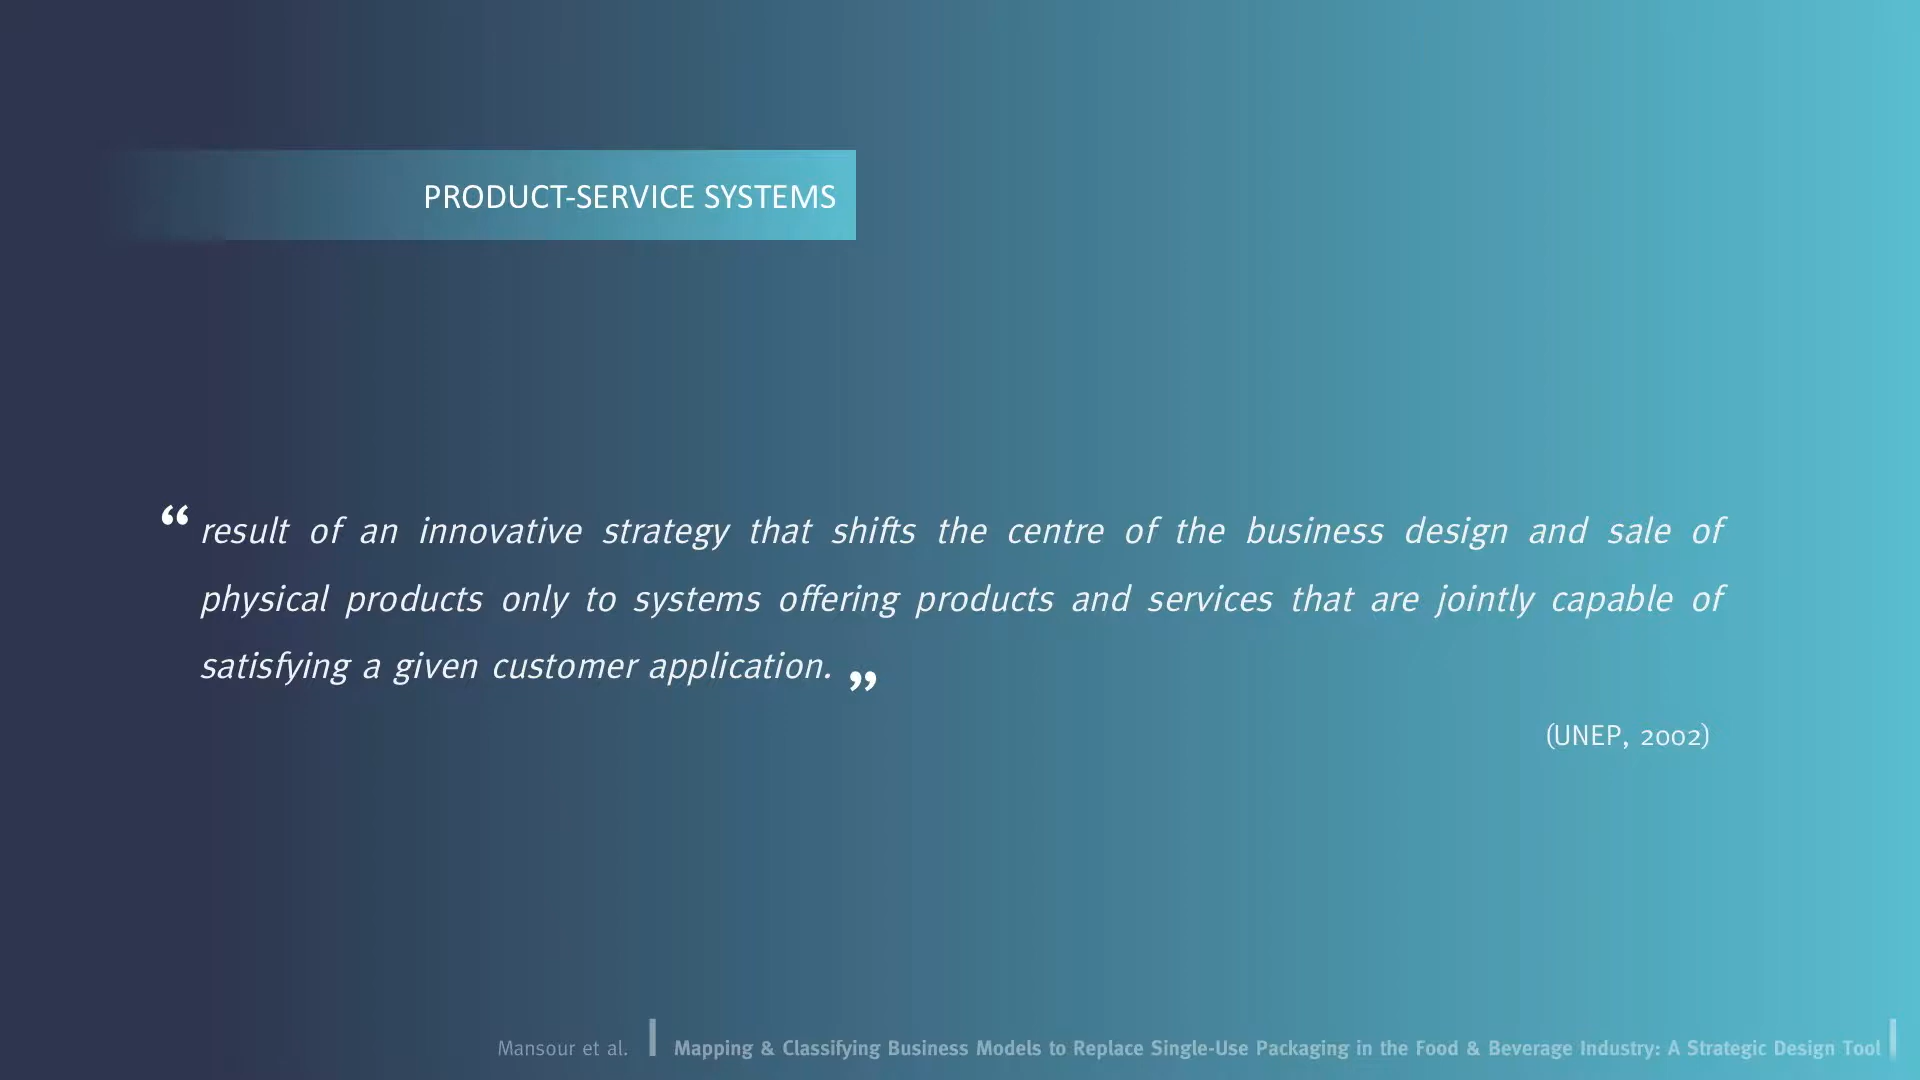 PRODUCT-SERVICE SYSTEMS
“ result of an innovative strategy that shifts the centre of the business design and sale of
physical products only to systems offering products and services that are jointly capable of
satisfying a given customer application. ”
(UNEP, 2002)
Mansour et al. | Mapping & Classifying Business Models to Replace Single-Use Packaging in the Food & Beverage Industry: A Strategic Design Tool |